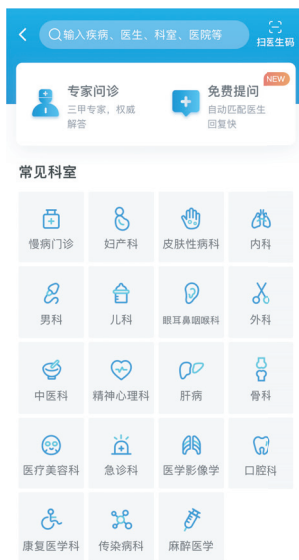 输入疾病、医生、科室、医院等
扫医生码
专家问诊
三甲专家，权威
解答
NEW
免费提问
自动匹配医生
回复快
常见科室
慢病门诊 妇产科 皮肤性病科 内科
男科 儿科 眼耳鼻咽喉科 外科
中医科 精神心理科 肝病 骨科
医疗美容科 急诊科 医学影像学 口腔科
康复医学科 传染病科 麻醉医学